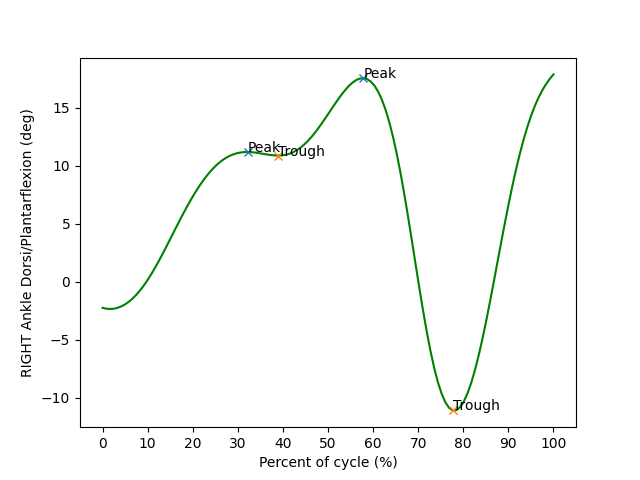 Peak
Peak
Trough
Trough
15
10
5
0
−5
−10
RIGHT Ankle Dorsi/Plantarflexion (deg)
0 10 20 30 40 50 60 70 80 90 100
Percent of cycle (%)